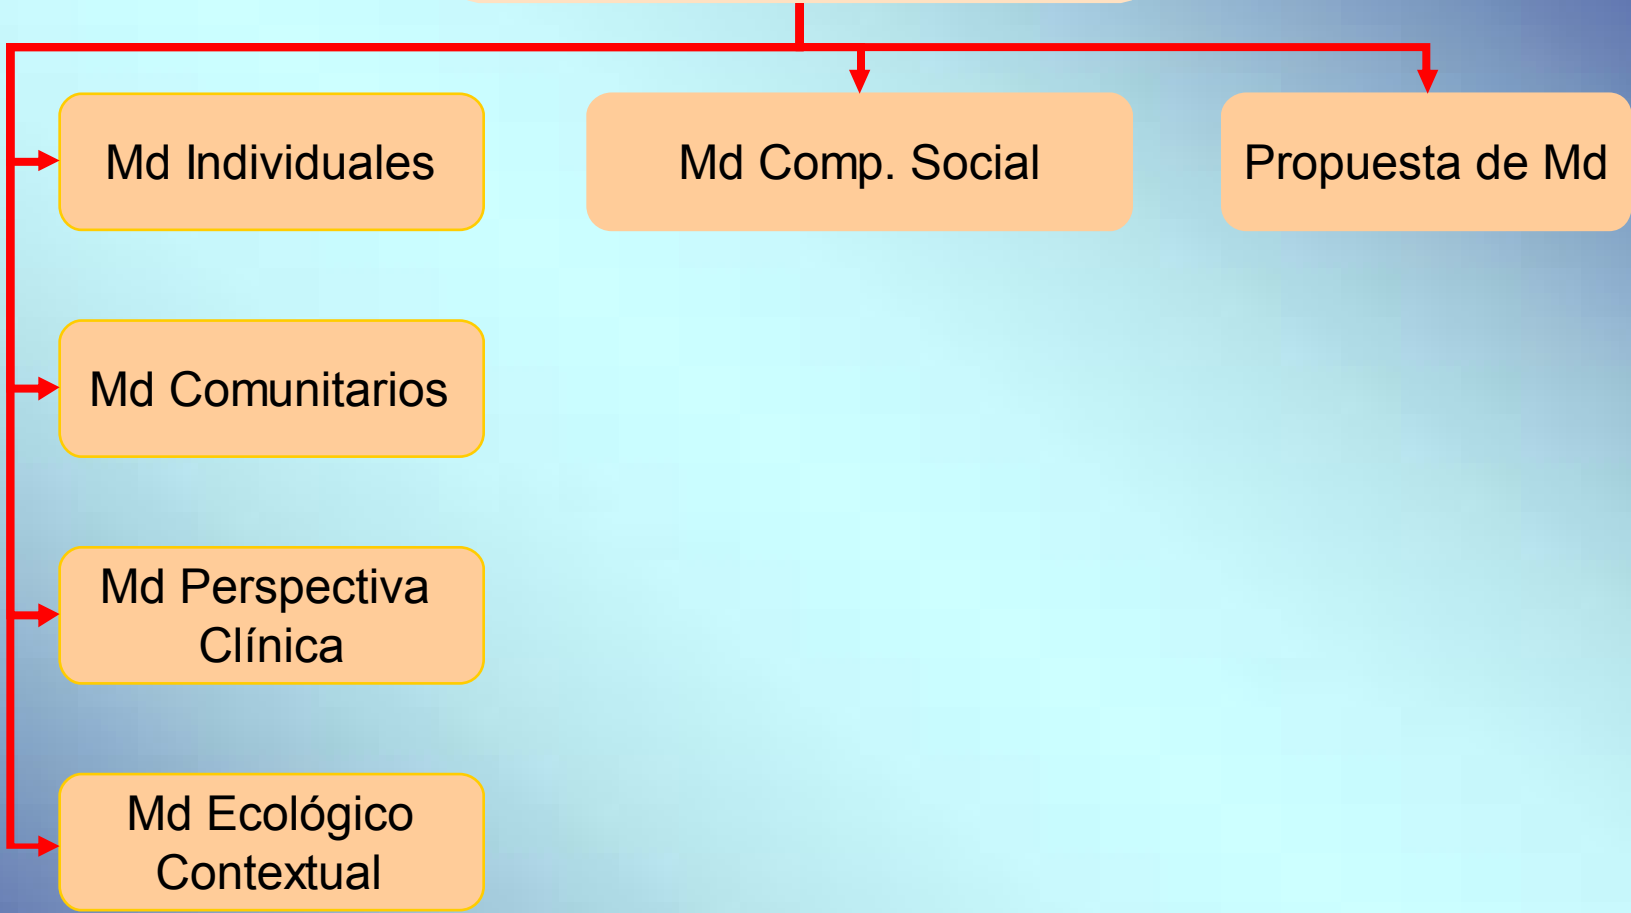 Md Individuales
Md Comp. Social
Propuesta de Md
Md Comunitarios
Md Perspectiva
Clínica
Md Ecológico
Contextual